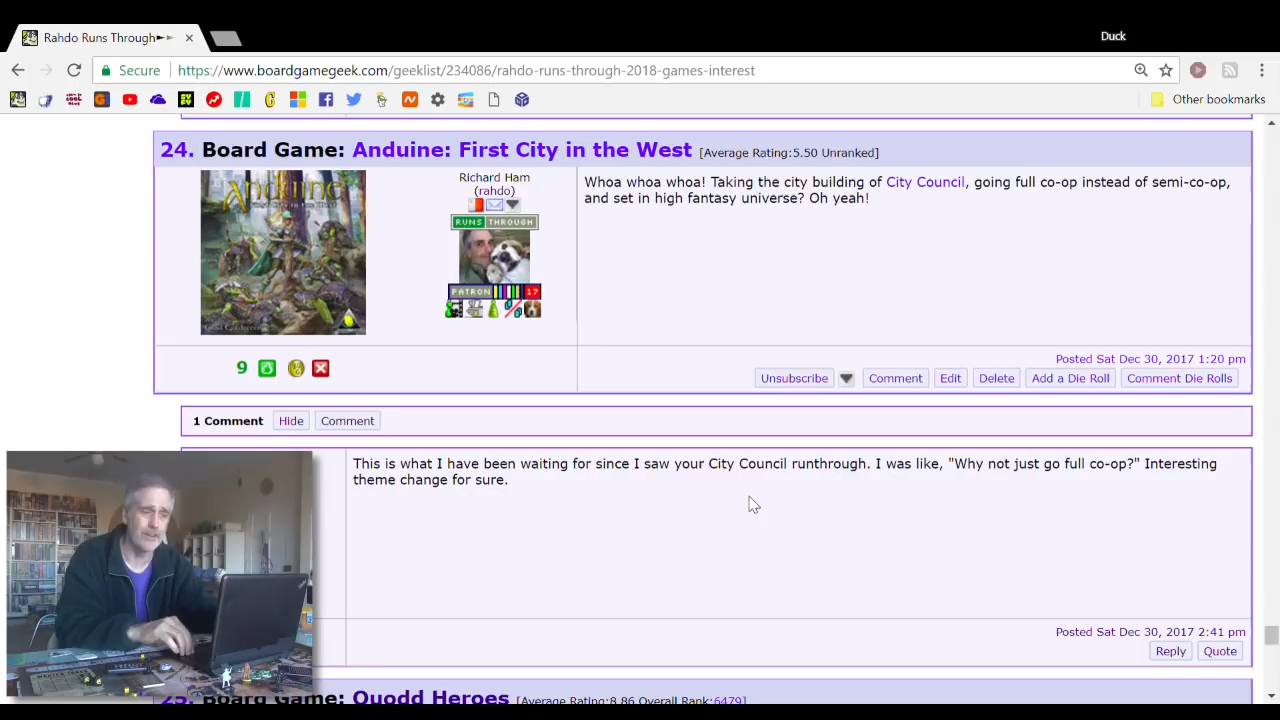 Rahdo Runs Through
Duck
Secure
https://www.boardgamegeek.com/geeklist/234086/rahdo-runs-through-2018-games-interest
Other bookmarks
24. Board Game: Anduine: First City in the West [Average Rating:5.50 Unranked]
Anduine
Richard Ham
(rahdo)
RUNS THROUGH
PATRON 17
Whoa whoa whoa! Taking the city building of City Council, going full co-op instead of semi-co-op,
and set in high fantasy universe? Oh yeah!
9
Posted Sat Dec 30, 2017 1:20 pm
Unsubscribe Comment Edit Delete Add a Die Roll Comment Die Rolls
1 Comment Hide Comment
This is what I have been waiting for since I saw your City Council runthrough. I was like, "Why not just go full co-op?" Interesting
theme change for sure.
Posted Sat Dec 30, 2017 2:41 pm
Reply Quote
25. Board Game: Quodd Heroes [Average Rating:8.86 Overall Rank:6479]